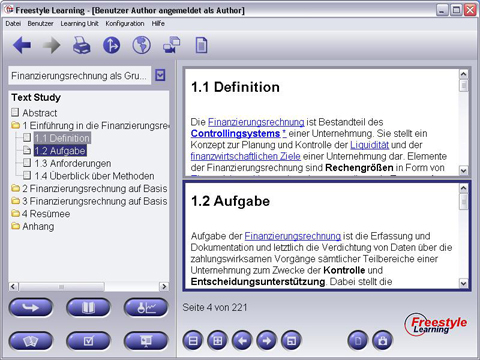 Freestyle Learning - [Benutzer Author angemeldet als Author]
Datei Benutzer Learning Unit Konfiguration Hilfe
Finanzierungsrechnung als Gru...
Text Study
Abstract
1 Einführung in die Finanzierungsre
1.1 Definition
1.2 Aufgabe
1.3 Anforderungen
1.4 Überblick über Methoden
2 Finanzierungsrechnung auf Basis
3 Finanzierungsrechnung auf Basis
4 Resümee
Anhang
1.1 Definition
Die Finanzierungsrechnung ist Bestandteil des
Controllingsystems * einer Unternehmung. Sie stellt ein
Konzept zur Planung und Kontrolle der Liquidität und der
finanzwirtschaftlichen Ziele einer Unternehmung dar. Elemente
der Finanzierungsrechnung sind Rechengrößen in Form von
1.2 Aufgabe
Aufgabe der Finanzierungsrechnung ist die Erfassung und
Dokumentation und letztlich die Verdichtung von Daten über die
zahlungswirksamen Vorgänge sämtlicher Teilbereiche einer
Unternehmung zum Zwecke der Kontrolle und
Entscheidungsunterstützung. Dabei stellt die
Seite 4 von 221
Freestyle
Learning